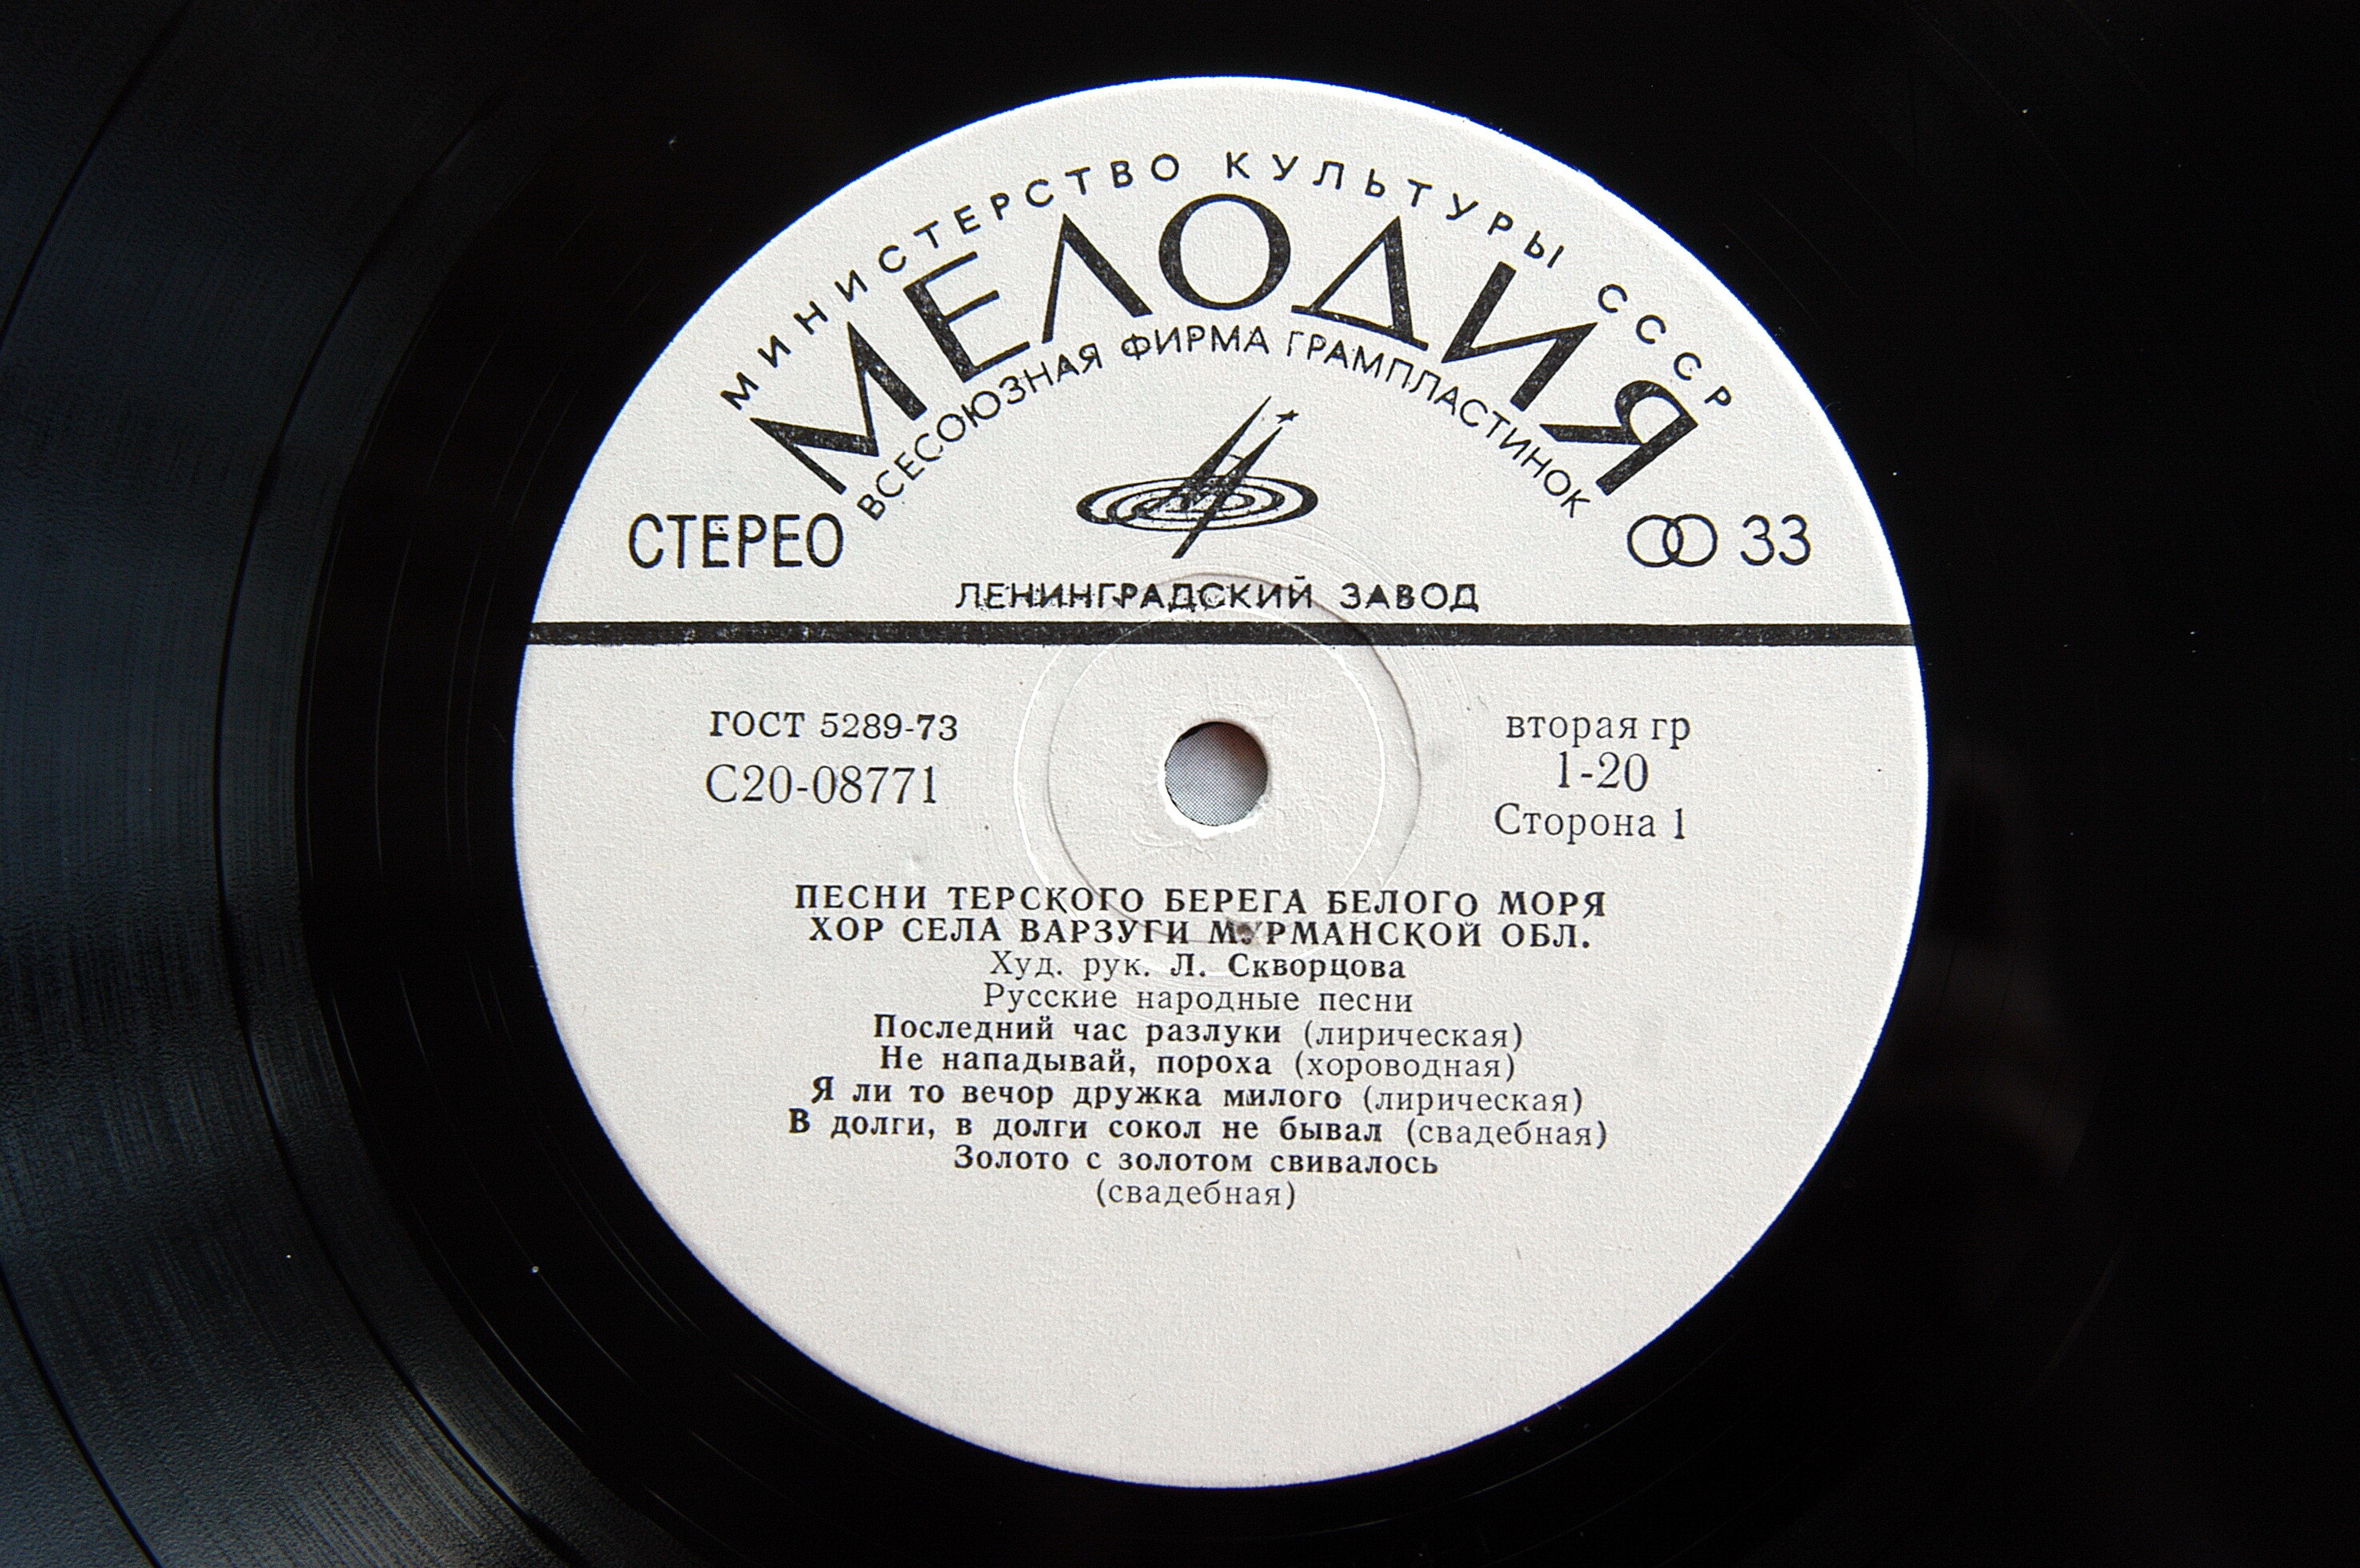 МИНИСТЕРСТВО КУЛЬТУРЫ СССР
МЕЛОДИЯ
ВСЕСОЮЗНАЯ ФИРМА ГРАМПЛАСТИНОК
СТЕРЕО
33
ЛЕНИНГРАДСКИЙ ЗАВОД
ГОСТ 5289-73
С20-08771
вторая гр
1-20
Сторона 1
ПЕСНИ ТЕРСКОГО БЕРЕГА БЕЛОГО МОРЯ
ХОР СЕЛА ВАРЗУГИ МУРМАНСКОЙ ОБЛ.
Худ. рук. Л. Скворцова
Русские народные песни
Последний час разлуки (лирическая)
Не нападывай, пороха (хороводная)
Я ли то вечор дружка милого (лирическая)
В долги, в долги сокол не бывал (свадебная)
Золото с золотом свивалось
(свадебная)